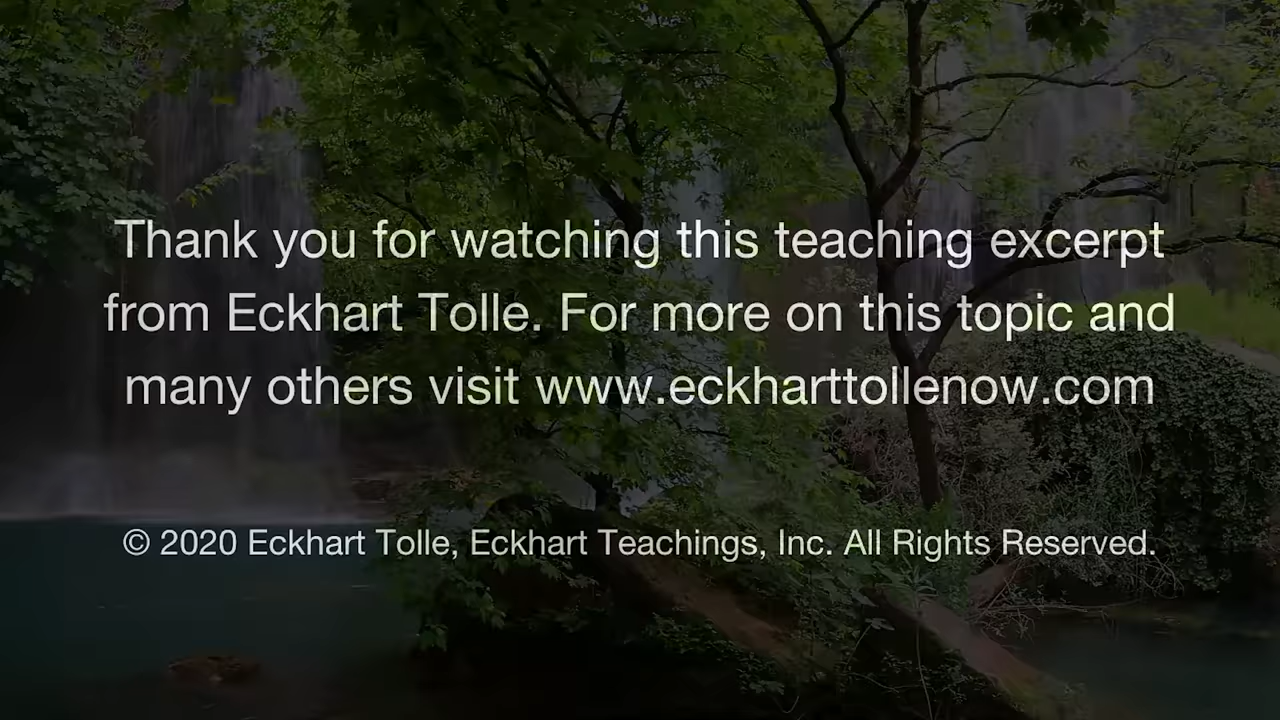 Thank you for watching this teaching excerpt
from Eckhart Tolle. For more on this topic and
many others visit www.eckharttollenow.com
© 2020 Eckhart Tolle, Eckhart Teachings, Inc. All Rights Reserved.